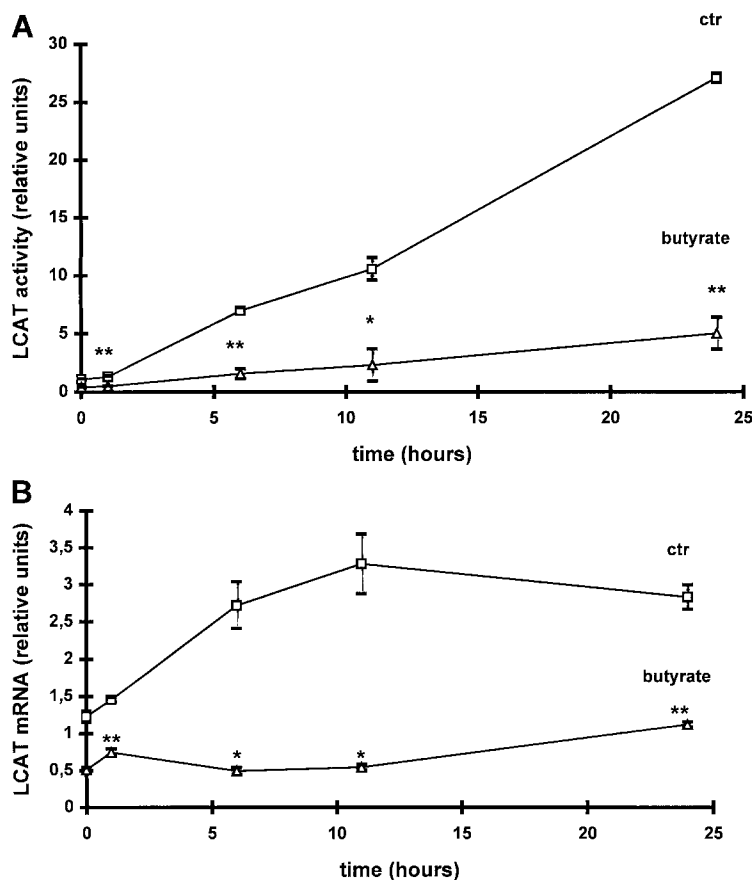 A
ctr
30
25
20
15
10
5
0
LCAT activity (relative units)
butyrate
**
**
*
**
0 5 10 15 20 25
time (hours)
B
4
3,5
3
2,5
2
1,5
1
0,5
0
LCAT mRNA (relative units)
ctr
butyrate
**
*
*
**
0 5 10 15 20 25
time (hours)